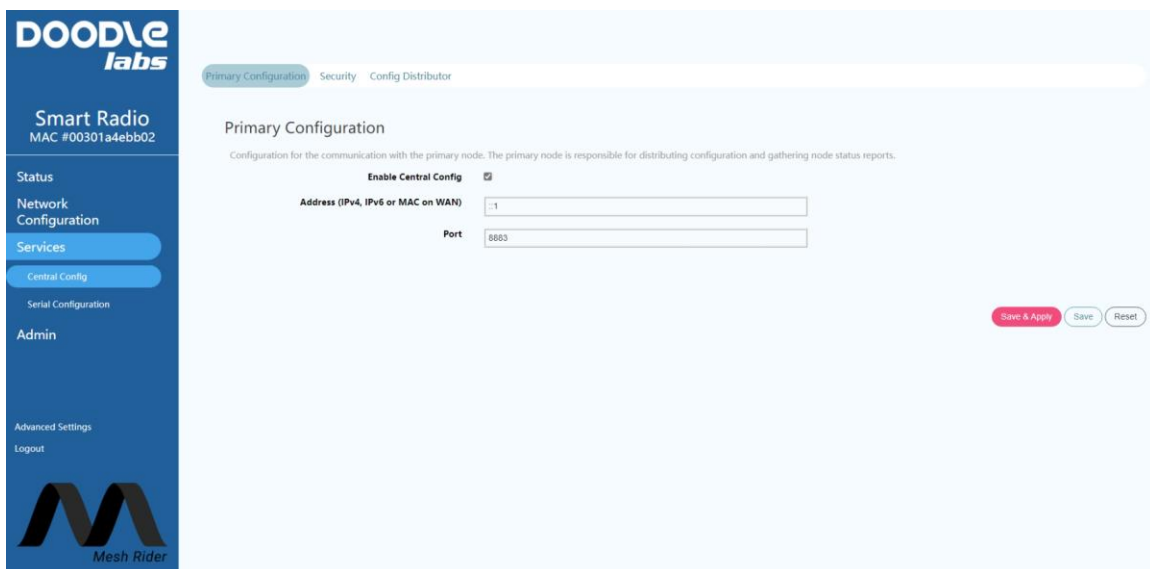 DOODLE
labs
Smart Radio
MAC #00301a4ebb02
Status
Network
Configuration
Services
Central Config
Serial Configuration
Admin
Advanced Settings
Logout
Mesh Rider
Primary Configuration Security Config Distributor
Primary Configuration
Configuration for the communication with the primary node. The primary node is responsible for distributing configuration and gathering node status reports.
Enable Central Config
Address (IPv4, IPv6 or MAC on WAN) ::1
Port 8883
Save & Apply Save Reset